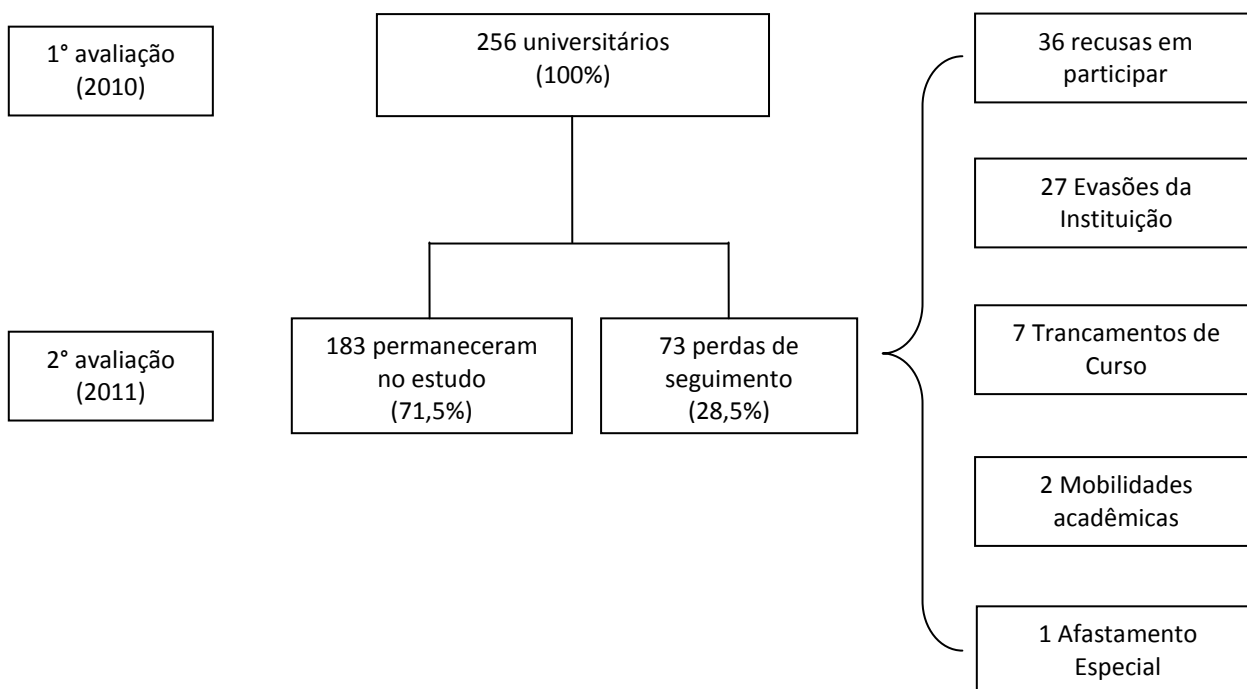 1° avaliação
(2010)
256 universitários
(100%)
36 recusas em
participar
27 Evasões da
Instituição
2° avaliação
(2011)
183 permaneceram
no estudo
(71,5%)
73 perdas de
seguimento
(28,5%)
7 Trancamentos de
Curso
2 Mobilidades
acadêmicas
1 Afastamento
Especial